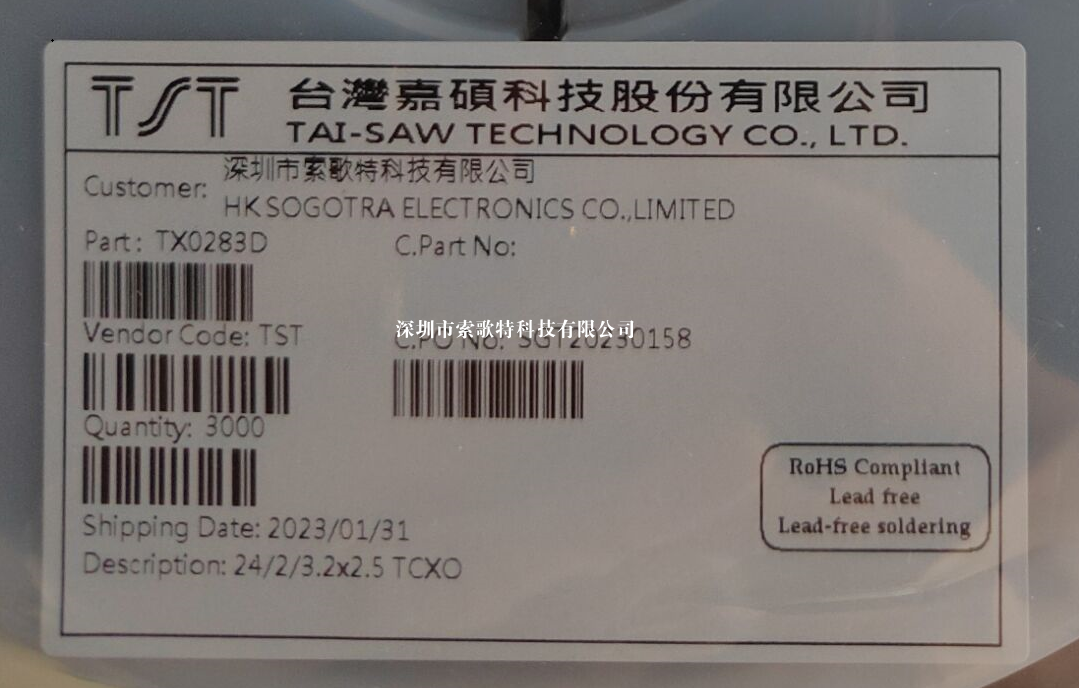 TST
台灣嘉碩科技股份有限公司
TAI-SAW TECHNOLOGY CO., LTD.
Customer: 深圳市索歌特科技有限公司
HK SOGOTRA ELECTRONICS CO.,LIMITED
Part: TX0283D
C.Part No:
Vendor Code: TST
深圳市索歌特科技有限公司
C.PO No: SGT20230158
Quantity: 3000
RoHS Compliant
Lead free
Lead-free soldering
Shipping Date: 2023/01/31
Description: 24/2/3.2x2.5 TCXO